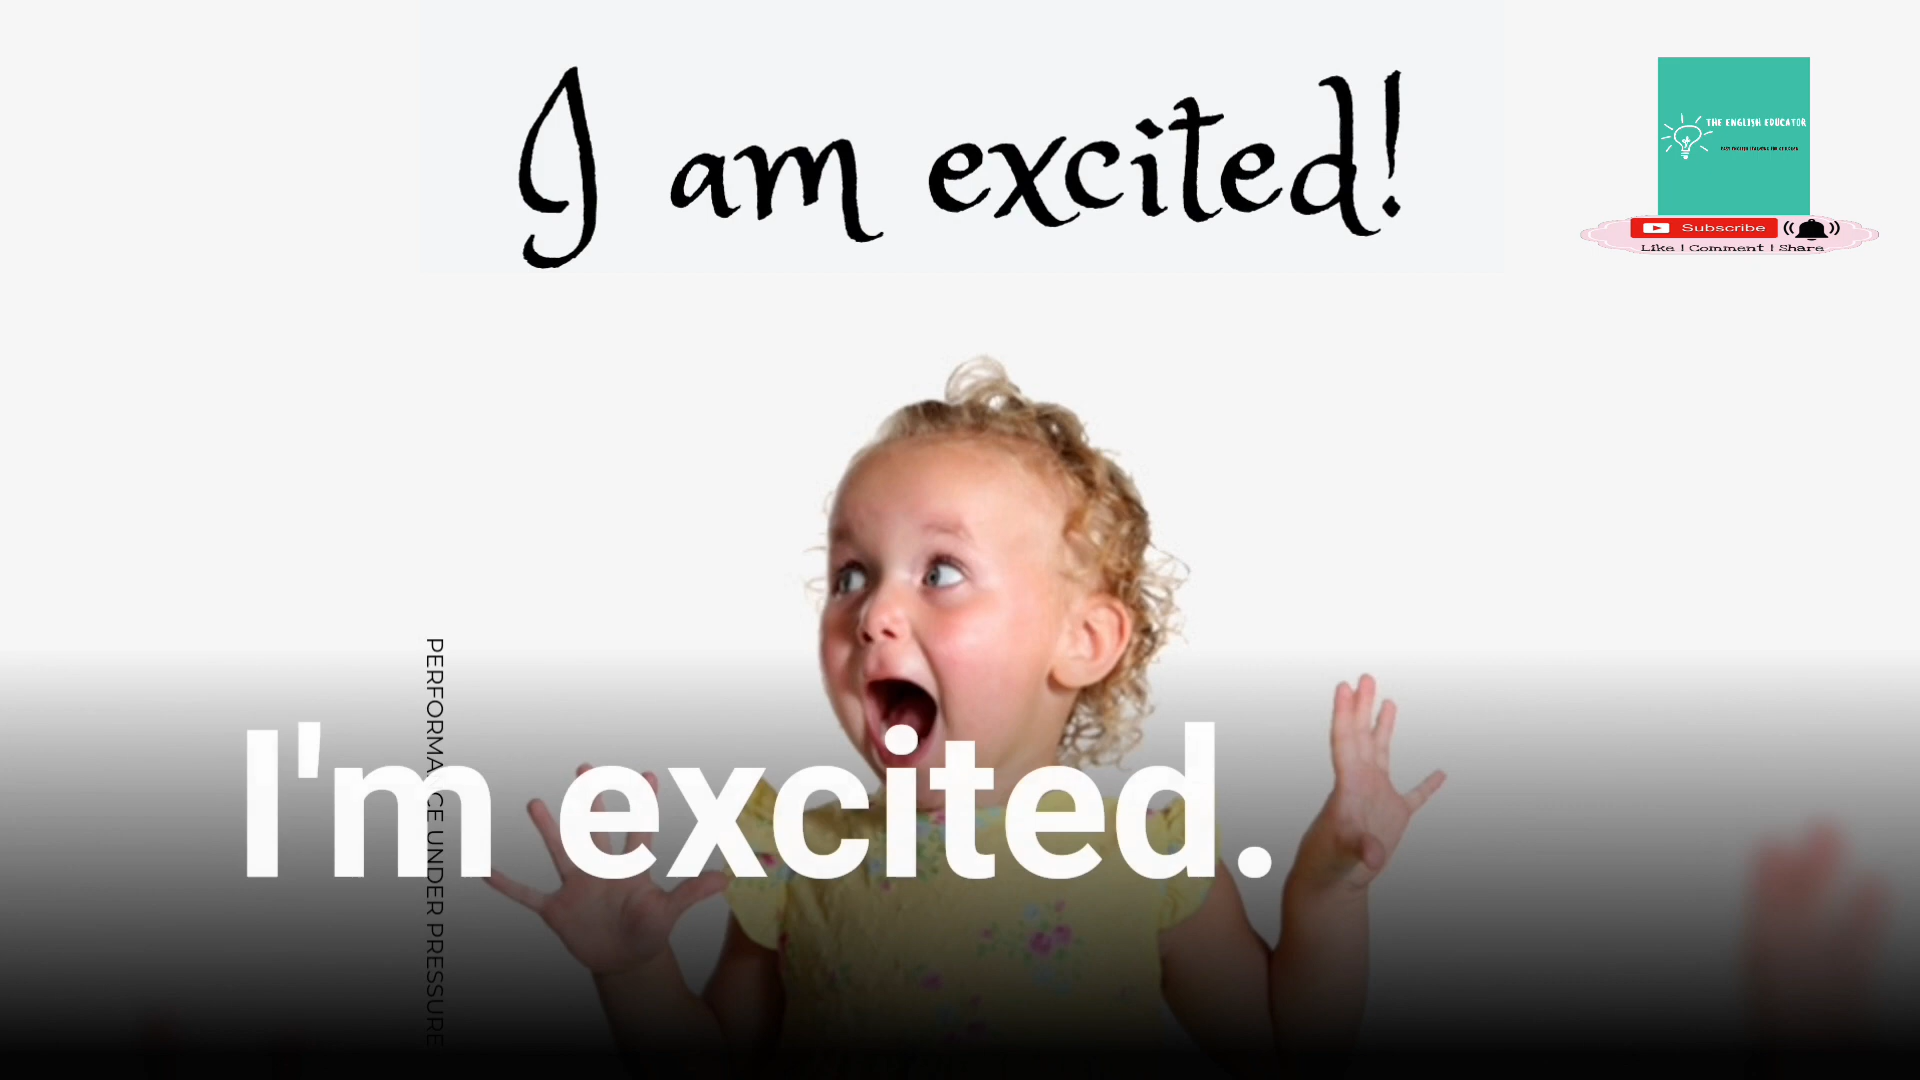 I am excited!
THE ENGLISH EDUCATOR
Subscribe
Like | Comment | Share
PERFORMANCE UNDER PRESSURE
I'm excited.